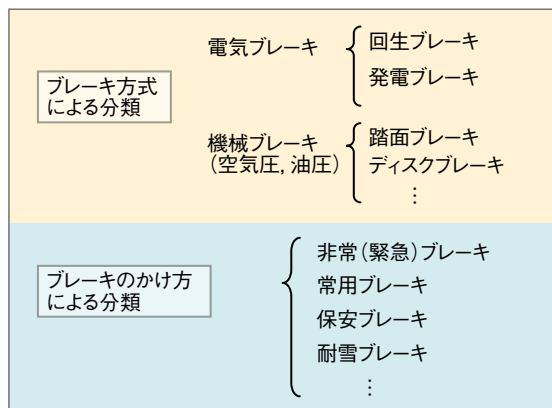 電気ブレーキ
回生ブレーキ
発電ブレーキ
ブレーキ方式
による分類
機械ブレーキ
(空気圧, 油圧)
踏面ブレーキ
ディスクブレーキ
…
ブレーキのかけ方
による分類
非常(緊急)ブレーキ
常用ブレーキ
保安ブレーキ
耐雪ブレーキ
…